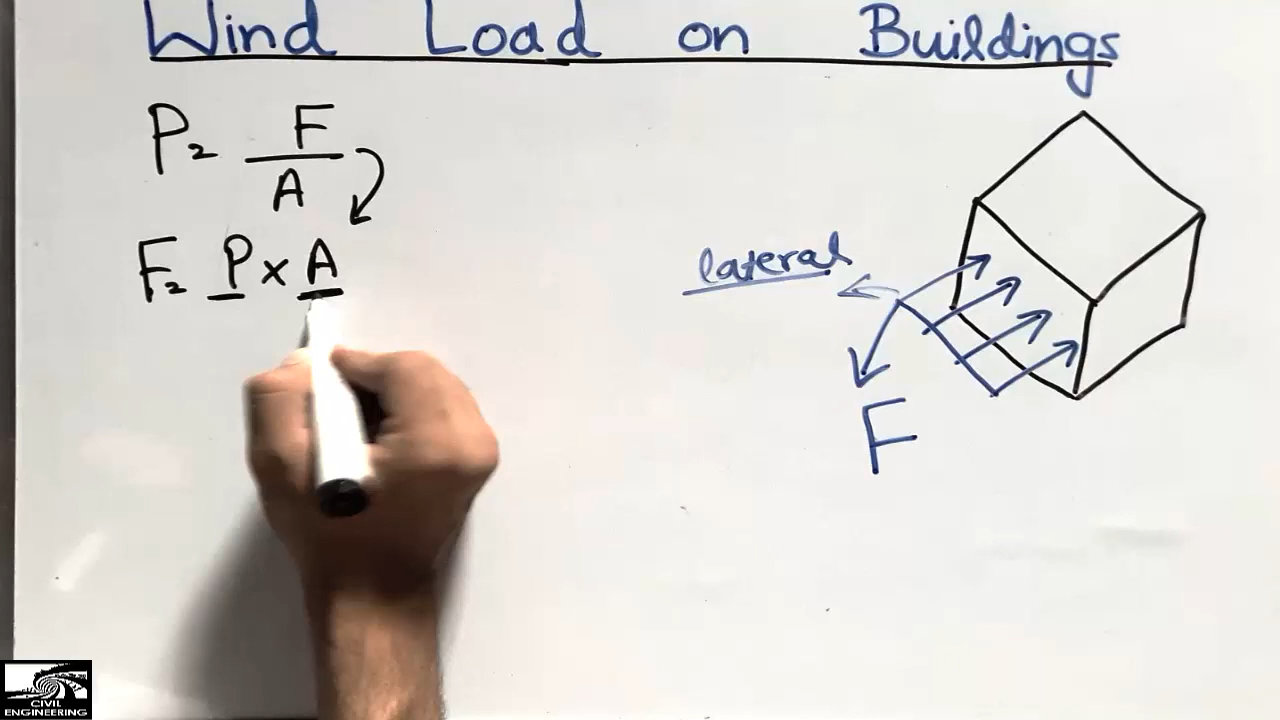 Wind Load on Buildings
P = F
A
F = P × A
lateral
F
CIVIL
ENGINEERING